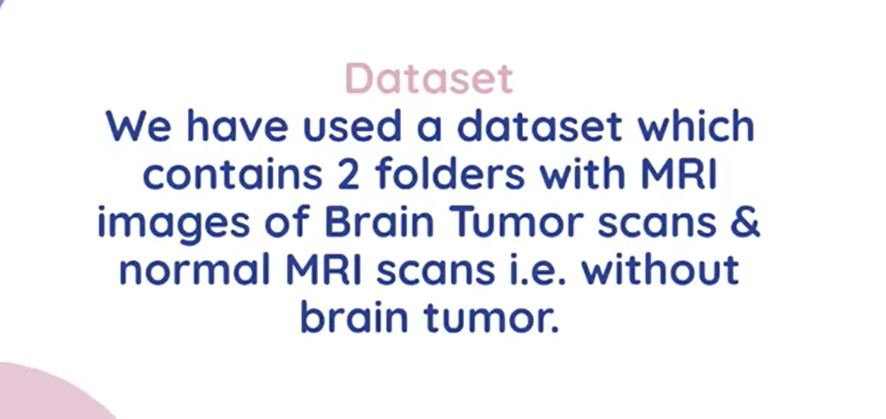 Dataset
We have used a dataset which
contains 2 folders with MRI
images of Brain Tumor scans &
normal MRI scans i.e. without
brain tumor.